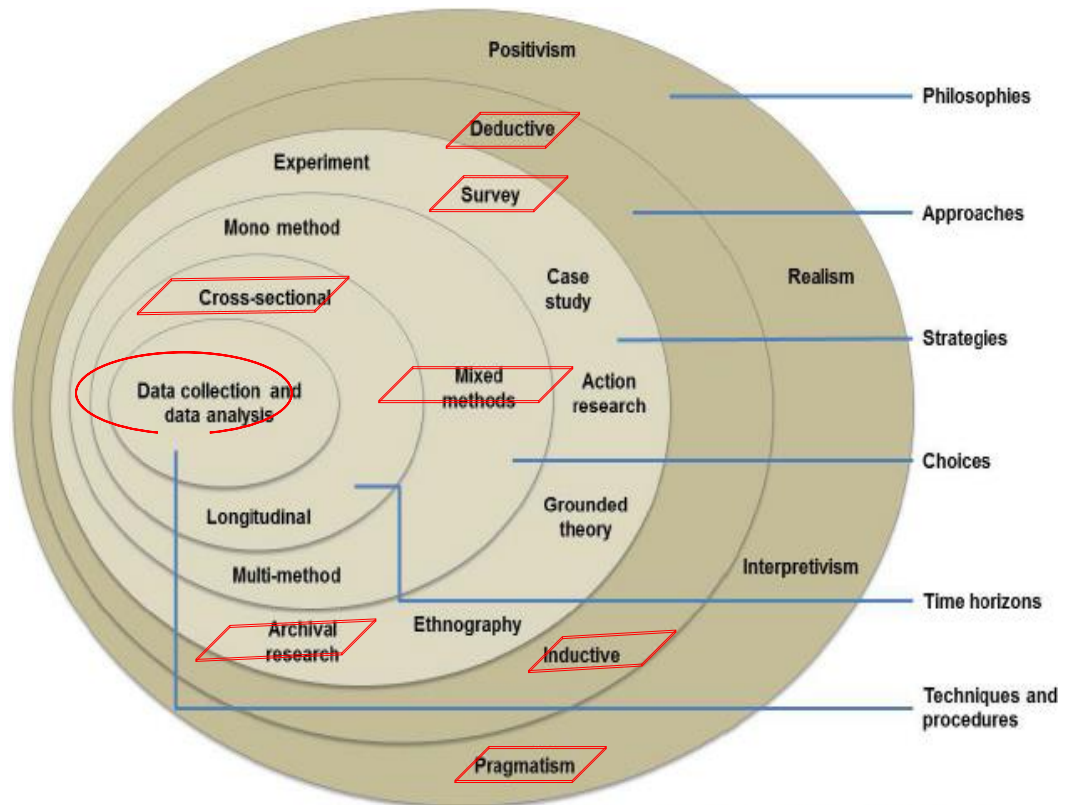 Positivism
Philosophies
Deductive
Experiment
Survey
Approaches
Mono method
Case
study
Realism
Cross-sectional
Strategies
Mixed
methods
Action
research
Data collection and
data analysis
Choices
Longitudinal
Grounded
theory
Multi-method
Interpretivism
Time horizons
Archival
research
Ethnography
Inductive
Techniques and
procedures
Pragmatism